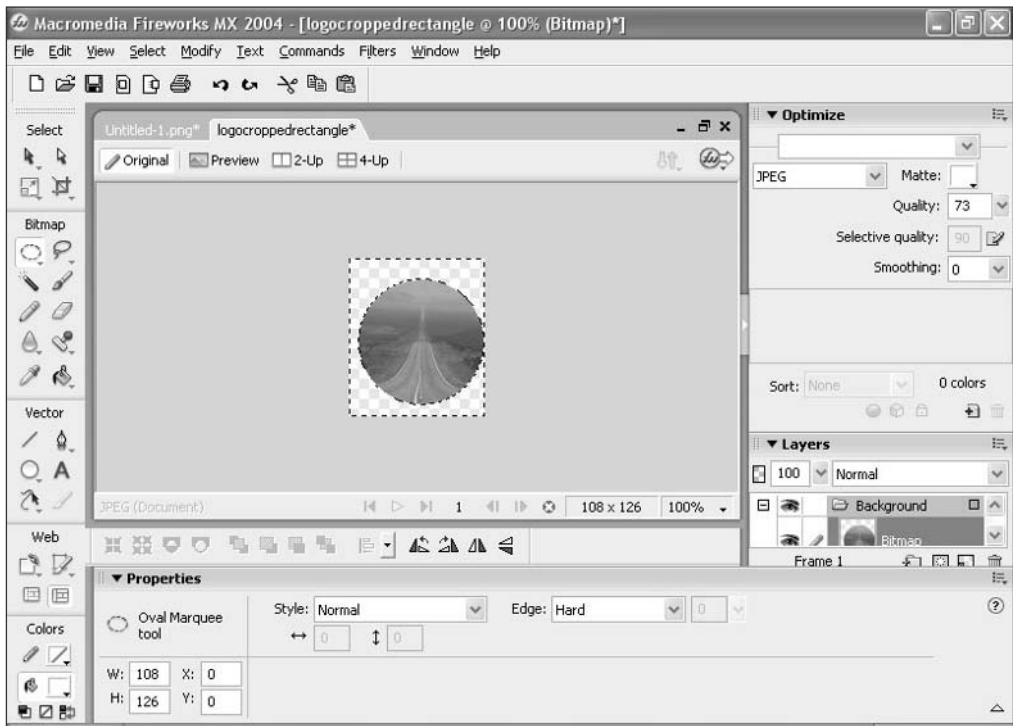 Macromedia Fireworks MX 2004 - [logocroppedrectangle @ 100% (Bitmap)*]
File Edit View Select Modify Text Commands Filters Window Help
Select
Bitmap
Vector
Web
Colors
Untitled-1.png* logocroppedrectangle*
Original Preview 2-Up 4-Up
JPEG (Document) 1 108 x 126 100%
Optimize
JPEG Matte:
Quality: 73
Selective quality: 90
Smoothing: 0
Sort: None 0 colors
Layers
100 Normal
Background
Bitmap
Frame 1
Properties
Oval Marquee
tool
Style: Normal Edge: Hard 0
0 0
W: 108 X: 0
H: 126 Y: 0